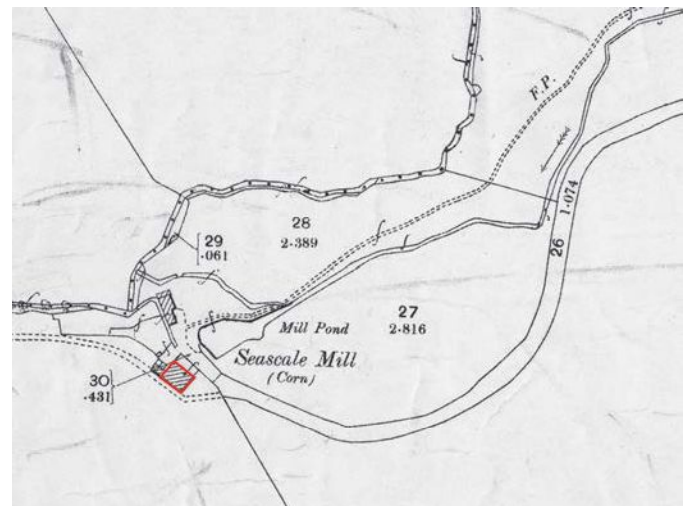 F.P.
28
2·389
29
·061
1·074
26
27
2·816
Mill Pond
Seascale Mill
(Corn)
30
·431